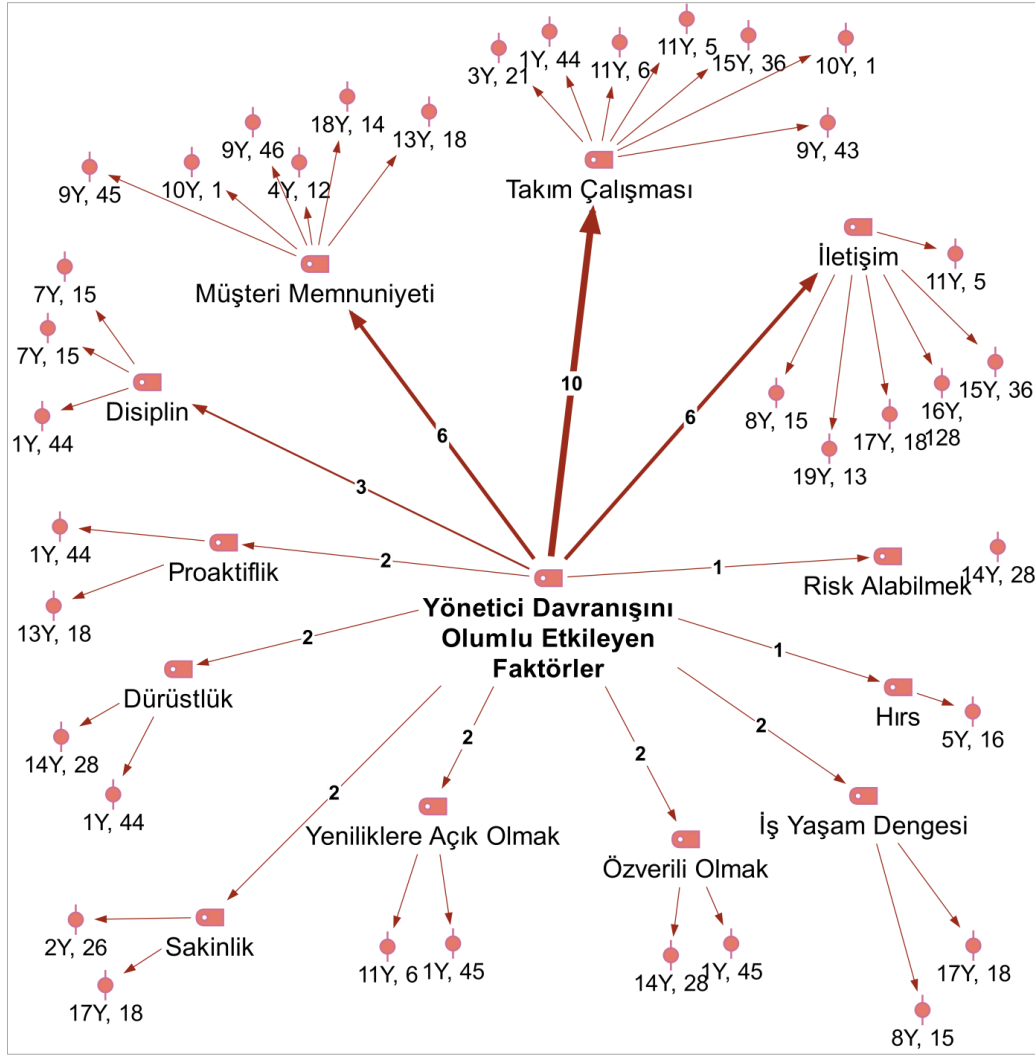 11Y, 5
1Y, 44
15Y, 36
3Y, 21
11Y, 6
10Y, 1
9Y, 43
Takım Çalışması
18Y, 14
13Y, 18
9Y, 46
4Y, 12
10Y, 1
9Y, 45
Müşteri Memnuniyeti
İletişim
11Y, 5
15Y, 36
16Y,
128
8Y, 15
17Y, 18
19Y, 13
7Y, 15
7Y, 15
Disiplin
1Y, 44
10
6
6
3
1Y, 44
Proaktiflik
2
13Y, 18
1
Risk Alabilmek
14Y, 28
Yönetici Davranışını
Olumlu Etkileyen
Faktörler
2
Dürüstlük
14Y, 28
1Y, 44
1
Hırs
5Y, 16
2
2
2
2
İş Yaşam Dengesi
Yeniliklere Açık Olmak
Özverili Olmak
Sakinlik
2Y, 26
17Y, 18
11Y, 6
1Y, 45
14Y, 28
1Y, 45
17Y, 18
8Y, 15